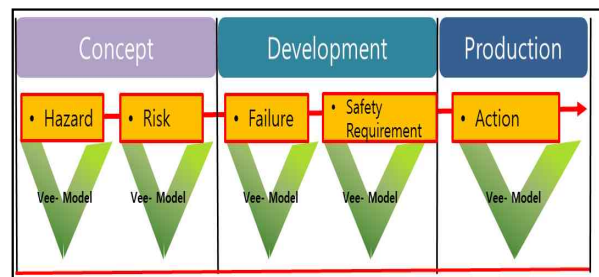 Concept
Development
Production
• Hazard
• Risk
• Failure
• Safety
Requirement
• Action
Vee- Model
Vee- Model
Vee- Model
Vee- Model
Vee- Model